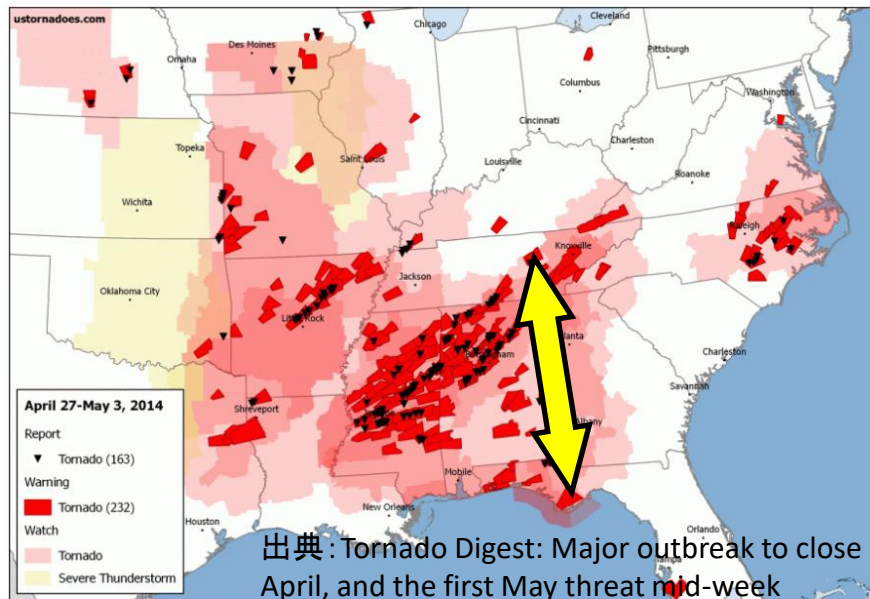 ustornadoes.com
Chicago
Cleveland
Des Moines
Omaha
Pittsburgh
Columbus
Washington
Cincinnati
Charleston
Topeka
Saint Louis
Louisville
Roanoke
Wichita
Raleigh
Knoxville
Jackson
Oklahoma City
Little Rock
Charleston
Savannah
Shreveport
Albany
Mobile
New Orleans
Houston
Orlando
Tampa
April 27-May 3, 2014
Report
Tornado (163)
Warning
Tornado (232)
Watch
Tornado
Severe Thunderstorm
出典：Tornado Digest: Major outbreak to close
April, and the first May threat mid-week